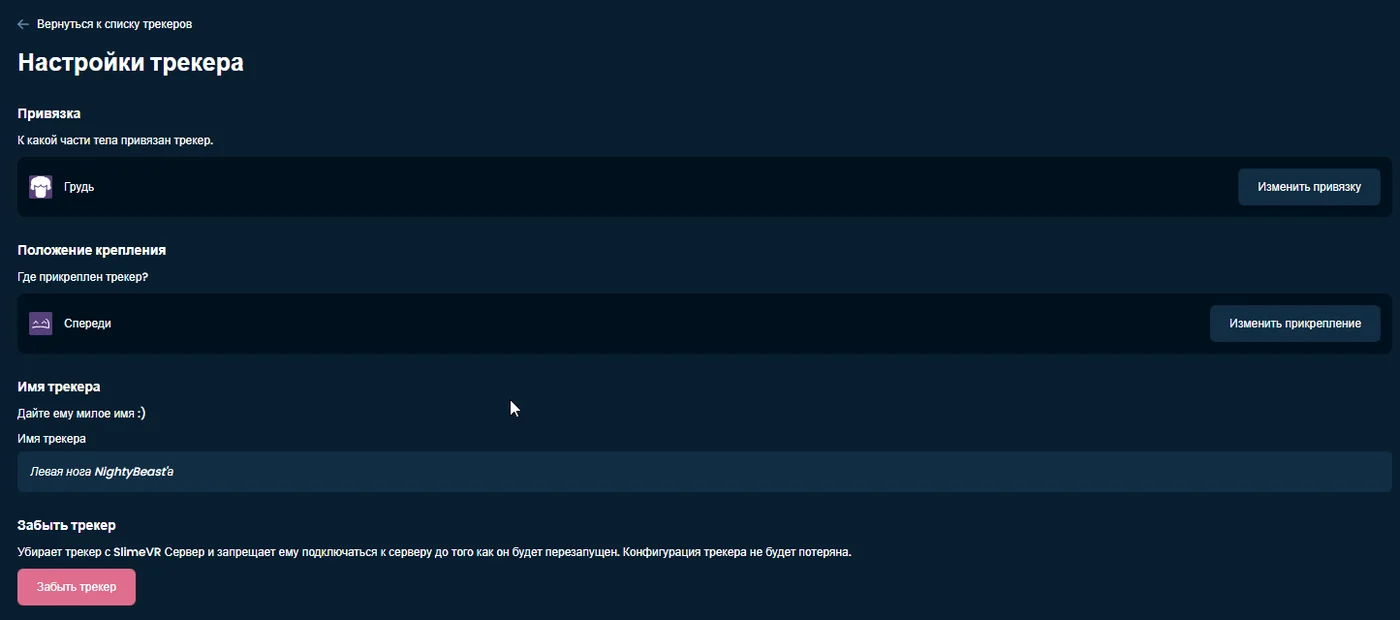 Вернуться к списку трекеров
Настройки трекера
Привязка
К какой части тела привязан трекер.
Грудь
Изменить привязку
Положение крепления
Где прикреплен трекер?
Спереди
Изменить прикрепление
Имя трекера
Дайте ему милое имя :)
Имя трекера
Левая нога NightyBeast'а
Забыть трекер
Убирает трекер с SlimeVR Сервер и запрещает ему подключаться к серверу до того как он будет перезапущен. Конфигурация трекера не будет потеряна.
Забыть трекер